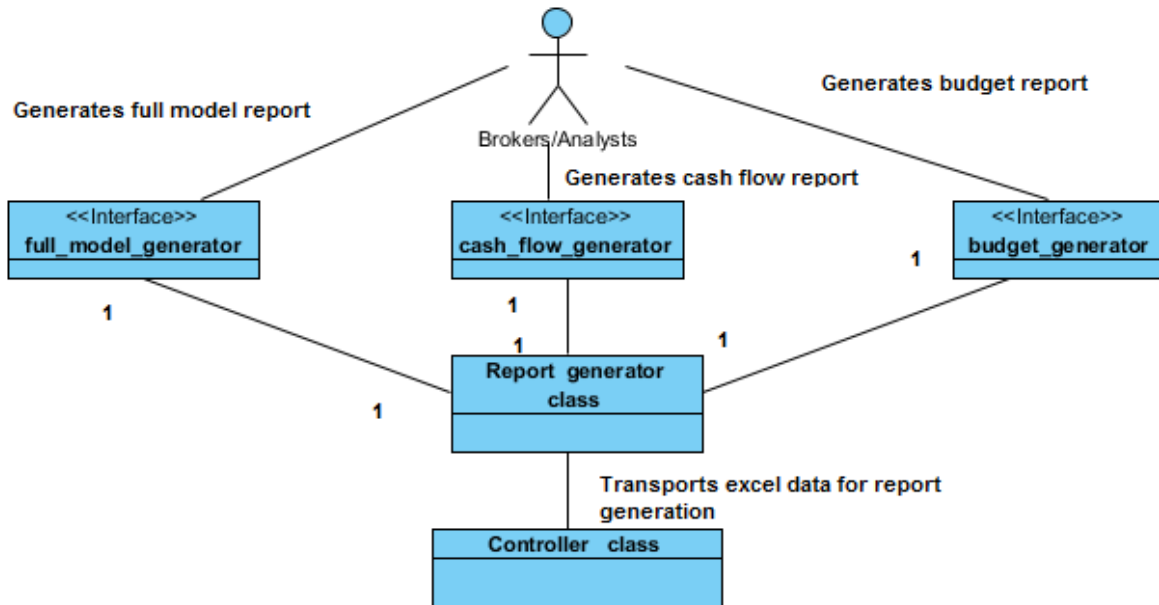 Generates full model report
Generates budget report
Brokers/Analysts
Generates cash flow report
<<Interface>>
full_model_generator
<<Interface>>
cash_flow_generator
<<Interface>>
budget_generator
1
1
1
1
1
1
Report generator
class
Transports excel data for report
generation
Controller class